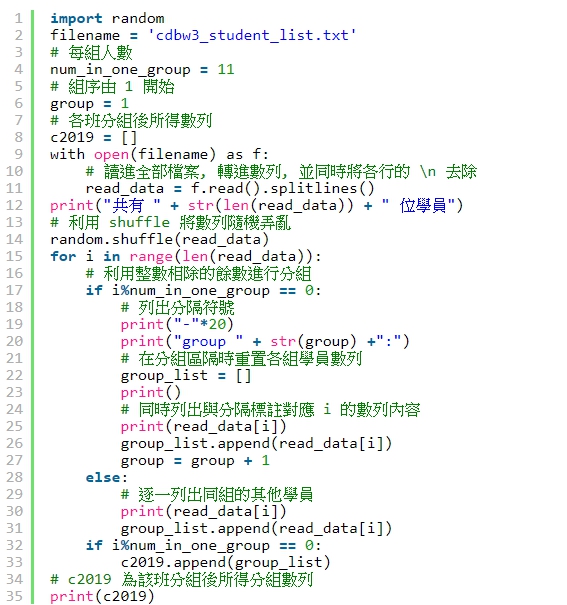 1 import random
2 filename = 'cdbw3_student_list.txt'
3 # 每組人數
4 num_in_one_group = 11
5 # 組序由 1 開始
6 group = 1
7 # 各班分組後所得數列
8 c2019 = []
9 with open(filename) as f:
10     # 讀進全部檔案, 轉進數列, 並同時將各行的 \n 去除
11     read_data = f.read().splitlines()
12 print("共有 " + str(len(read_data)) + " 位學員")
13 # 利用 shuffle 將數列隨機弄亂
14 random.shuffle(read_data)
15 for i in range(len(read_data)):
16     # 利用整數相除的餘數進行分組
17     if i%num_in_one_group == 0:
18         # 列出分隔符號
19         print("-"*20)
20         print("group " + str(group) +":")
21         # 在分組區隔時重置各組學員數列
22         group_list = []
23         print()
24         # 同時列出與分隔標註對應 i 的數列內容
25         print(read_data[i])
26         group_list.append(read_data[i])
27         group = group + 1
28     else:
29         # 逐一列出同組的其他學員
30         print(read_data[i])
31         group_list.append(read_data[i])
32     if i%num_in_one_group == 0:
33         c2019.append(group_list)
34 # c2019 為該班分組後所得分組數列
35 print(c2019)